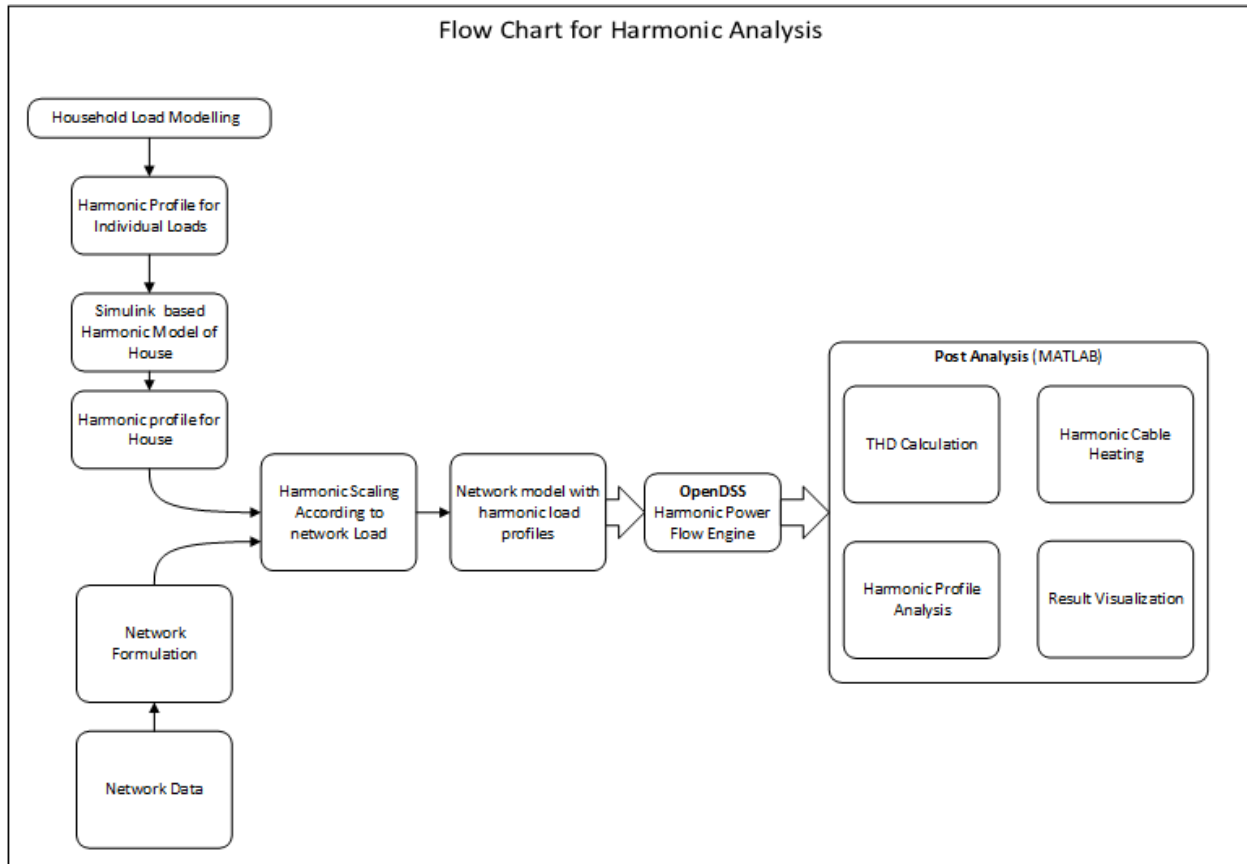 Flow Chart for Harmonic Analysis
Household Load Modelling
Harmonic Profile for
Individual Loads
Simulink based
Harmonic Model of
House
Harmonic profile for
House
Harmonic Scaling
According to
network Load
Network model with
harmonic load
profiles
OpenDSS
Harmonic Power
Flow Engine
Network
Formulation
Network Data
Post Analysis (MATLAB)
THD Calculation
Harmonic Cable
Heating
Harmonic Profile
Analysis
Result Visualization